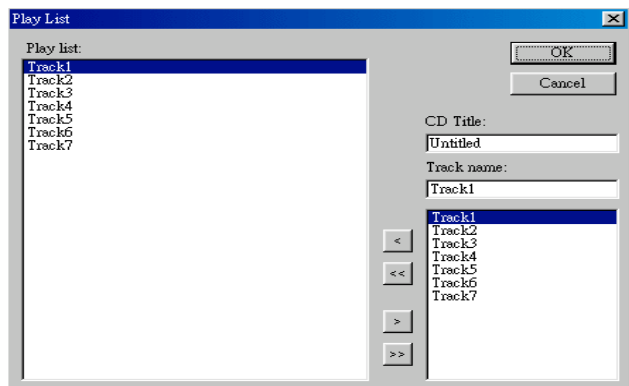 Play List
Play list:
Track1
Track2
Track3
Track4
Track5
Track6
Track7
OK
Cancel
CD Title:
Untitled
Track name:
Track1
Track1
Track2
Track3
Track4
Track5
Track6
Track7
<
<<
>
>>